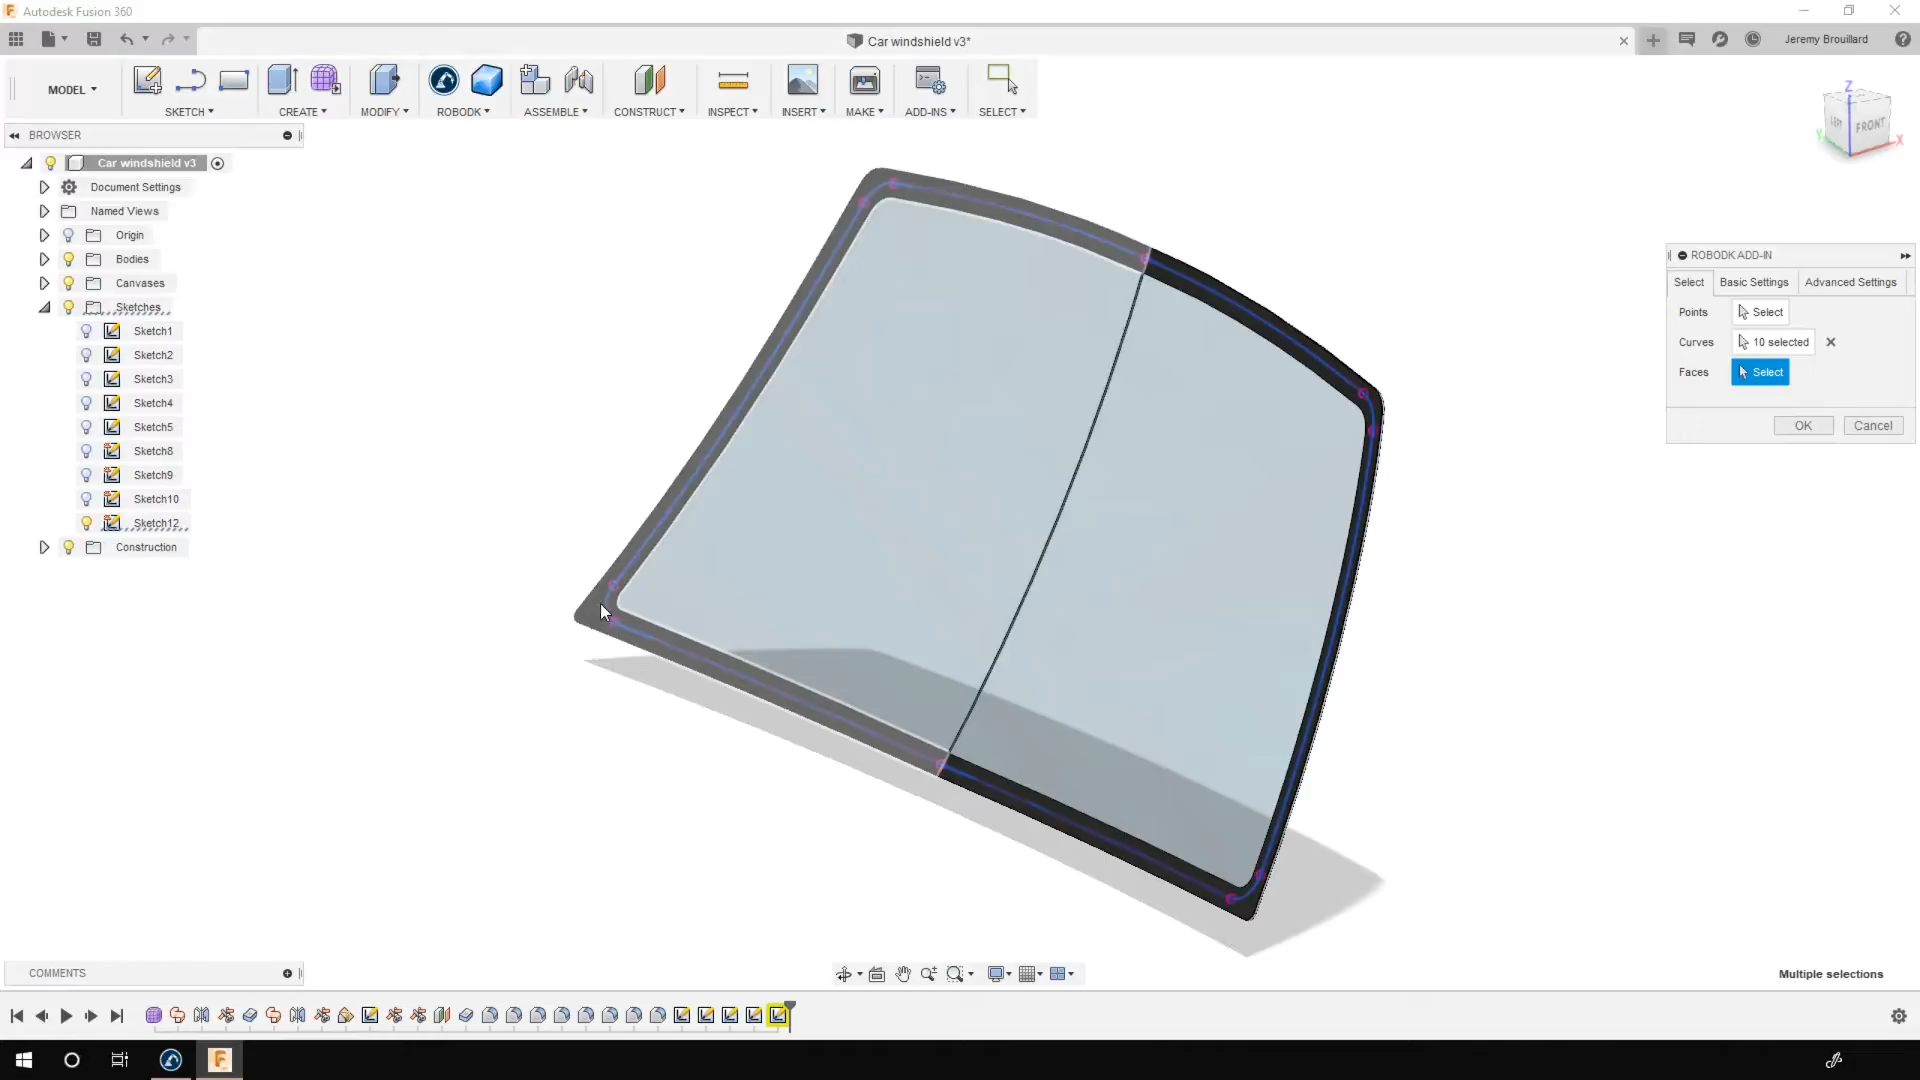 Autodesk Fusion 360
Car windshield v3*
Jeremy Brouillard
MODEL
SKETCH
CREATE
MODIFY
ROBODK
ASSEMBLE
CONSTRUCT
INSPECT
INSERT
MAKE
ADD-INS
SELECT
Z
LEFT
FRONT
Y
X
BROWSER
Car windshield v3
Document Settings
Named Views
Origin
Bodies
Canvases
Sketches
Sketch1
Sketch2
Sketch3
Sketch4
Sketch5
Sketch8
Sketch9
Sketch10
Sketch12
Construction
ROBODK ADD-IN
Select
Basic Settings
Advanced Settings
Points
Select
Curves
10 selected
Faces
Select
OK
Cancel
COMMENTS
Multiple selections